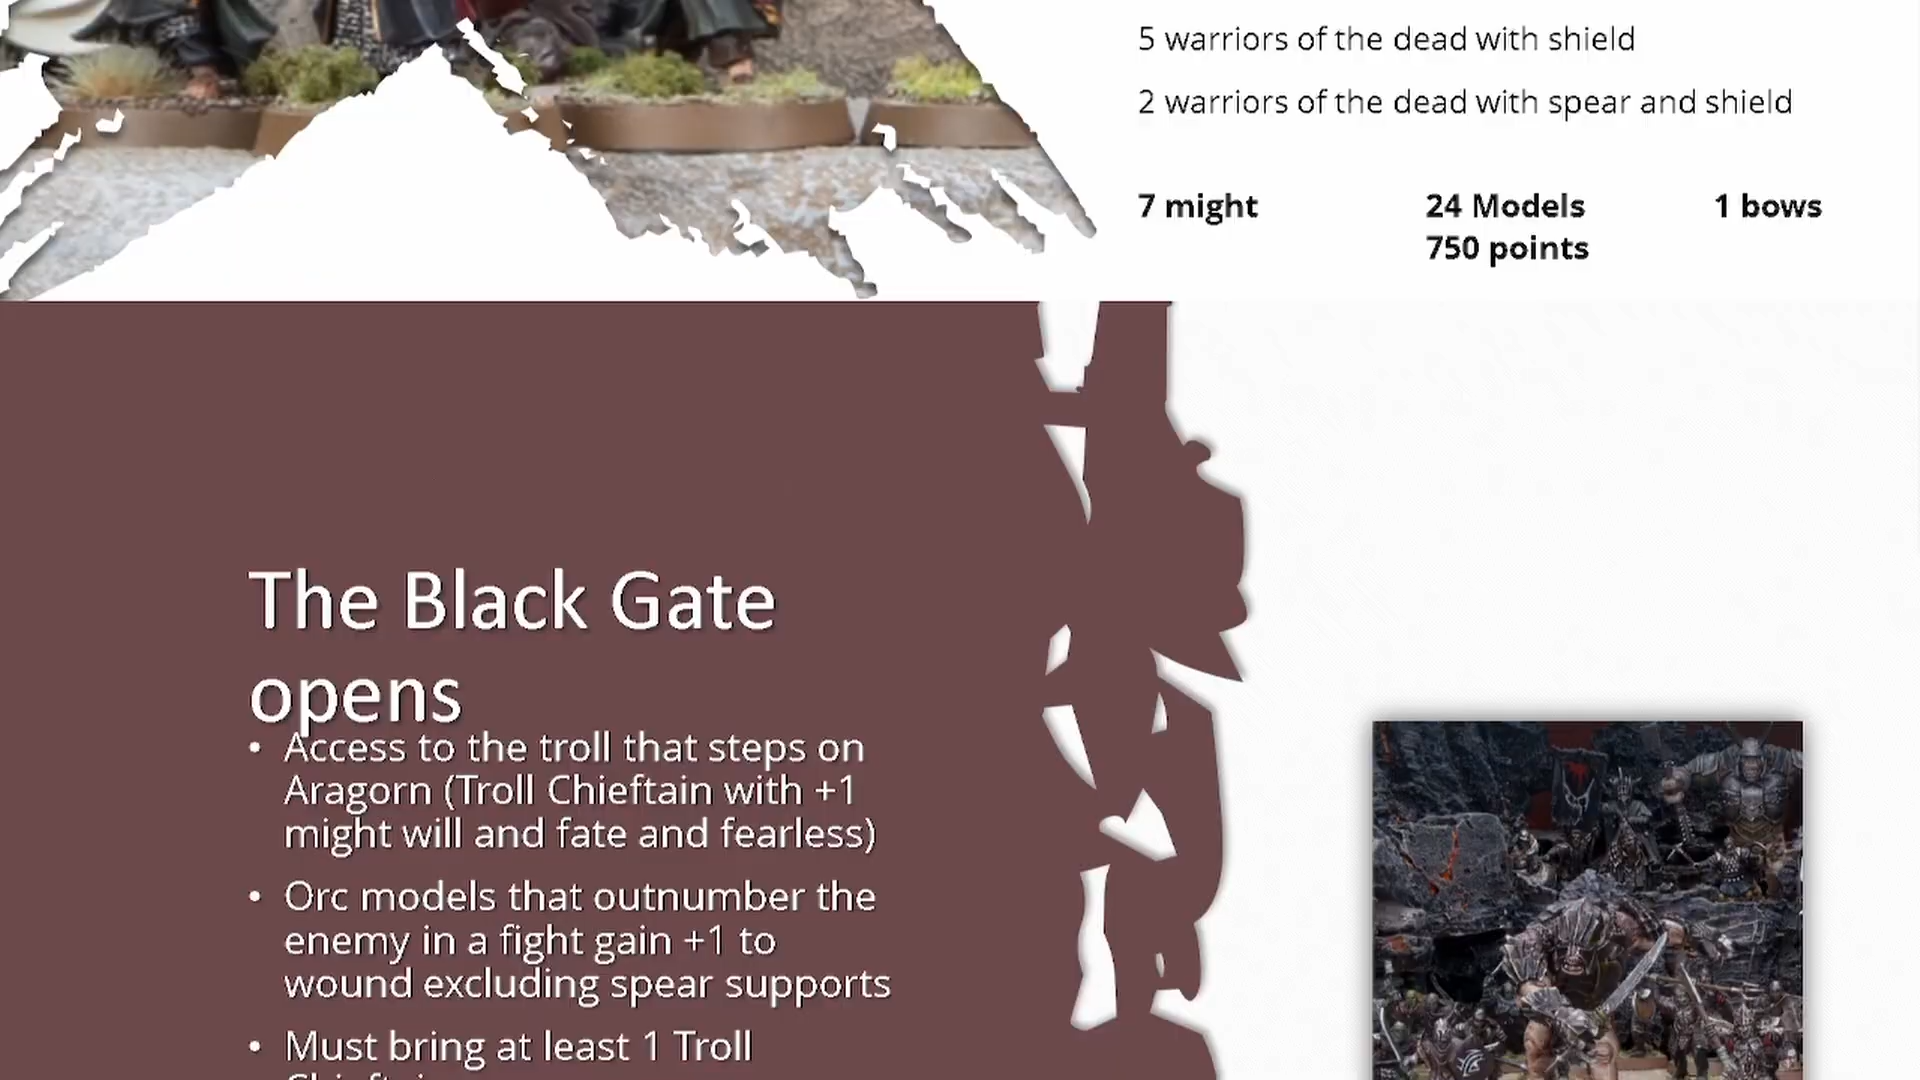 5 warriors of the dead with shield
2 warriors of the dead with spear and shield
7 might
24 Models
750 points
1 bows
The Black Gate
opens
• Access to the troll that steps on
Aragorn (Troll Chieftain with +1
might will and fate and fearless)
• Orc models that outnumber the
enemy in a fight gain +1 to
wound excluding spear supports
• Must bring at least 1 Troll